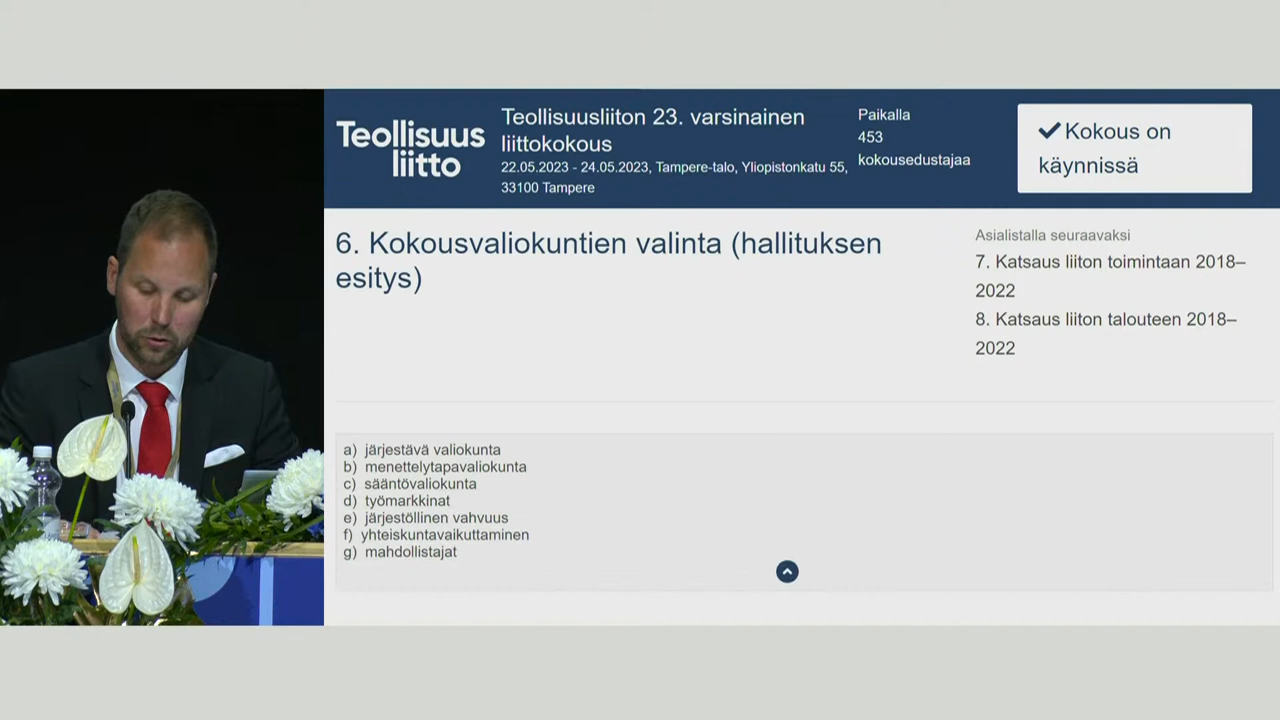 Teollisuus
liitto
Teollisuusliiton 23. varsinainen
liittokokous
22.05.2023 - 24.05.2023, Tampere-talo, Yliopistonkatu 55,
33100 Tampere
Paikalla
453
kokousedustajaa
Kokous on
käynnissä
6. Kokousvaliokuntien valinta (hallituksen
esitys)
Asialistalla seuraavaksi
7. Katsaus liiton toimintaan 2018–
2022
8. Katsaus liiton talouteen 2018–
2022
a) järjestävä valiokunta
b) menettelytapavaliokunta
c) sääntövaliokunta
d) työmarkkinat
e) järjestöllinen vahvuus
f) yhteiskuntavaikuttaminen
g) mahdollistajat